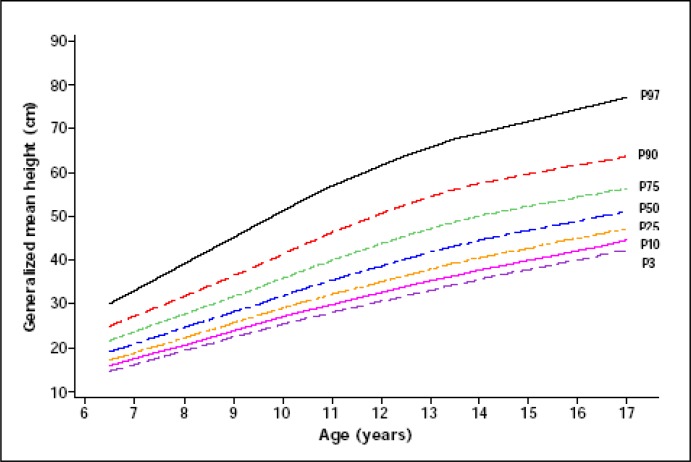 Generalized mean height (cm)
90
80
70
60
50
40
30
20
10
P97
P90
P75
P50
P25
P10
P3
6 7 8 9 10 11 12 13 14 15 16 17
Age (years)